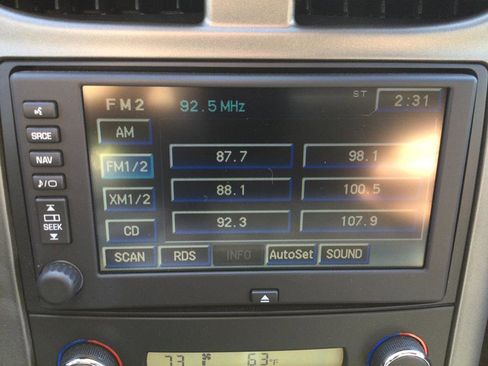 FM2 92.5 MHz ST 2:31
AM
SRCE
87.7 98.1
NAV
FM1/2
88.1 100.5
XM1/2
92.3 107.9
SEEK
CD
SCAN RDS INFO AutoSet SOUND
73 63°F